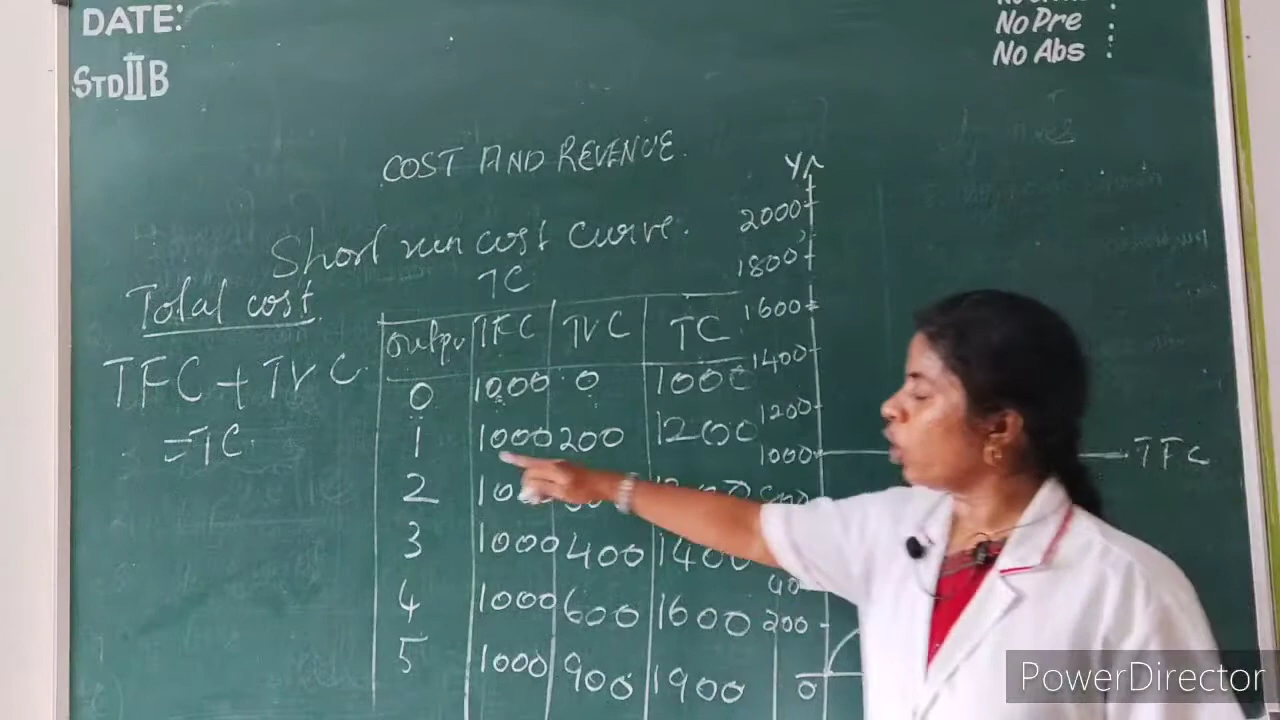 DATE:
STD II B
No Pre :
No Abs :
COST AND REVENUE.
Short run cost curve.
TC
Total cost
TFC + TVC
= TC
Output TFC TVC TC
0 1000 0 1000
1 1000 200 1200
2
3 1000 400 1400
4 1000 600 1600
5 1000 900 1900
Y
2000
1800
1600
1400
1200
1000 TFC
200
0
PowerDirector